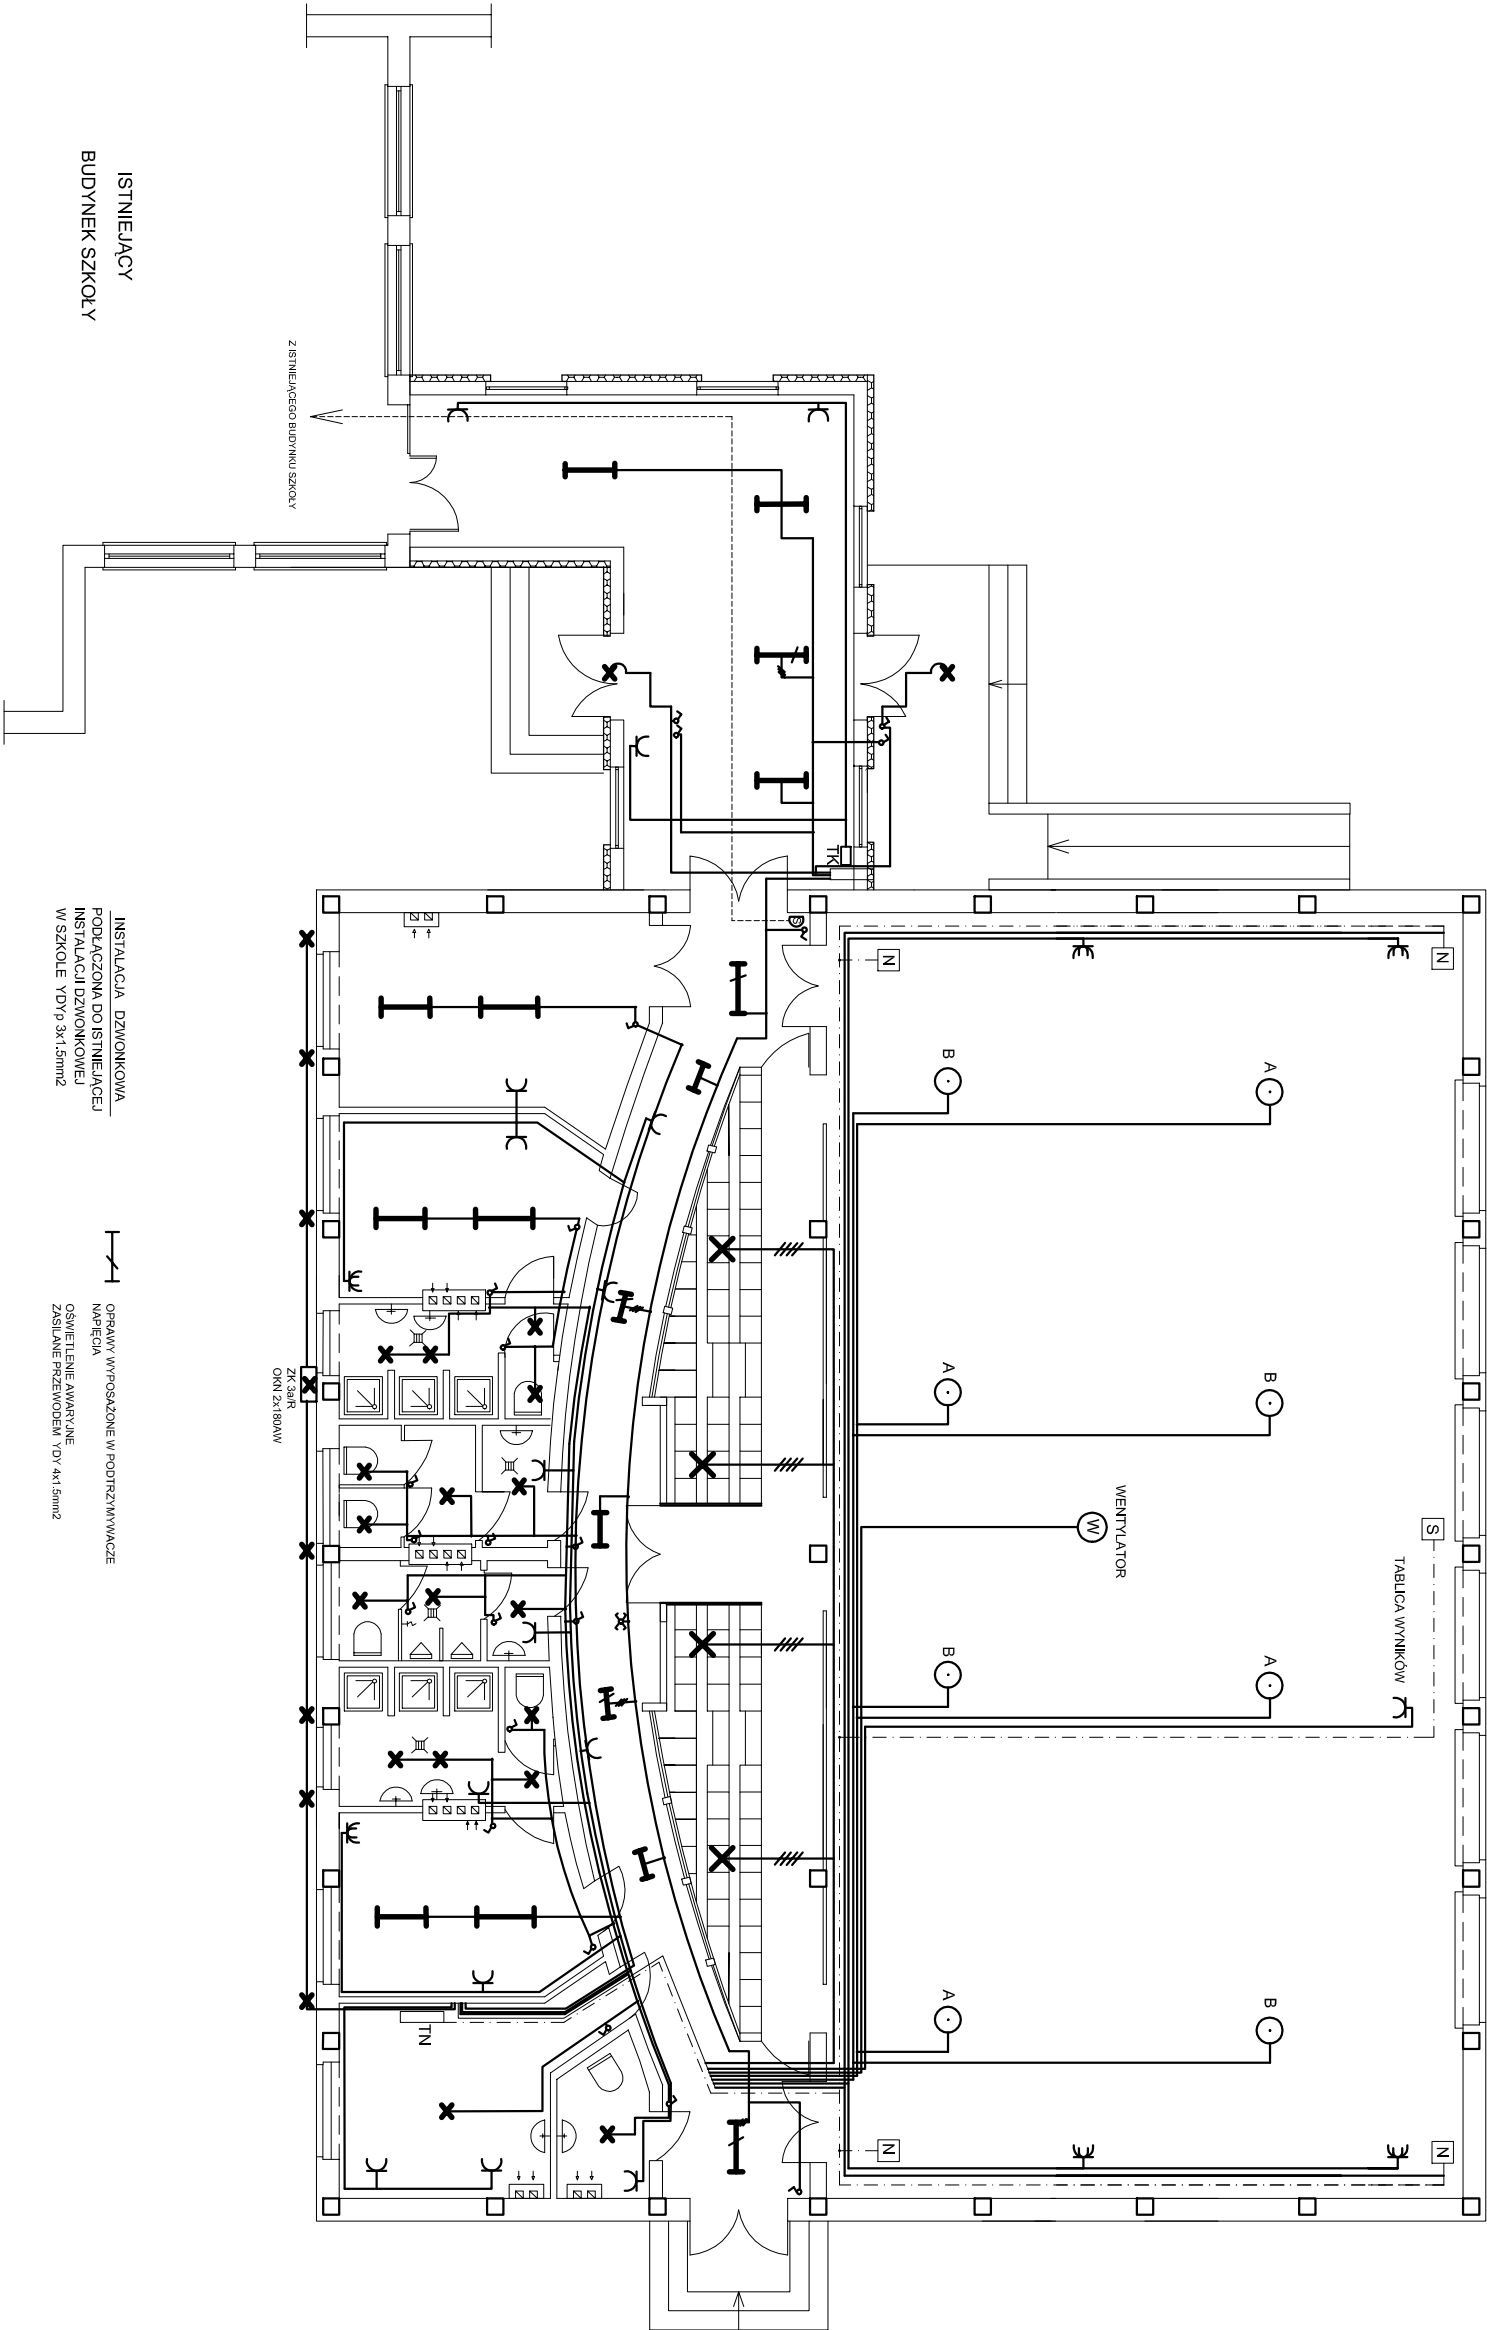 ISTNIEJĄCY
BUDYNEK SZKOŁY
Z ISTNIEJĄCEGO BUDYNKU SZKOŁY
TK
S
N
N
B
A
A
B
WENTYLATOR
W
S
TABLICA WYNIKÓW
B
A
A
B
N
N
TN
ZK 3a/R
OKN 2x180AW
INSTALACJA DZWONKOWA
PODŁĄCZONA DO ISTNIEJĄCEJ
INSTALACJI DZWONKOWEJ
W SZKOLE YDYp 3x1.5mm2
OPRAWY WYPOSAŻONE W PODTRZYMYWACZE
NAPIĘCIA
OŚWIETLENIE AWARYJNE
ZASILANE PRZEWODEM YDY 4x1.5mm2